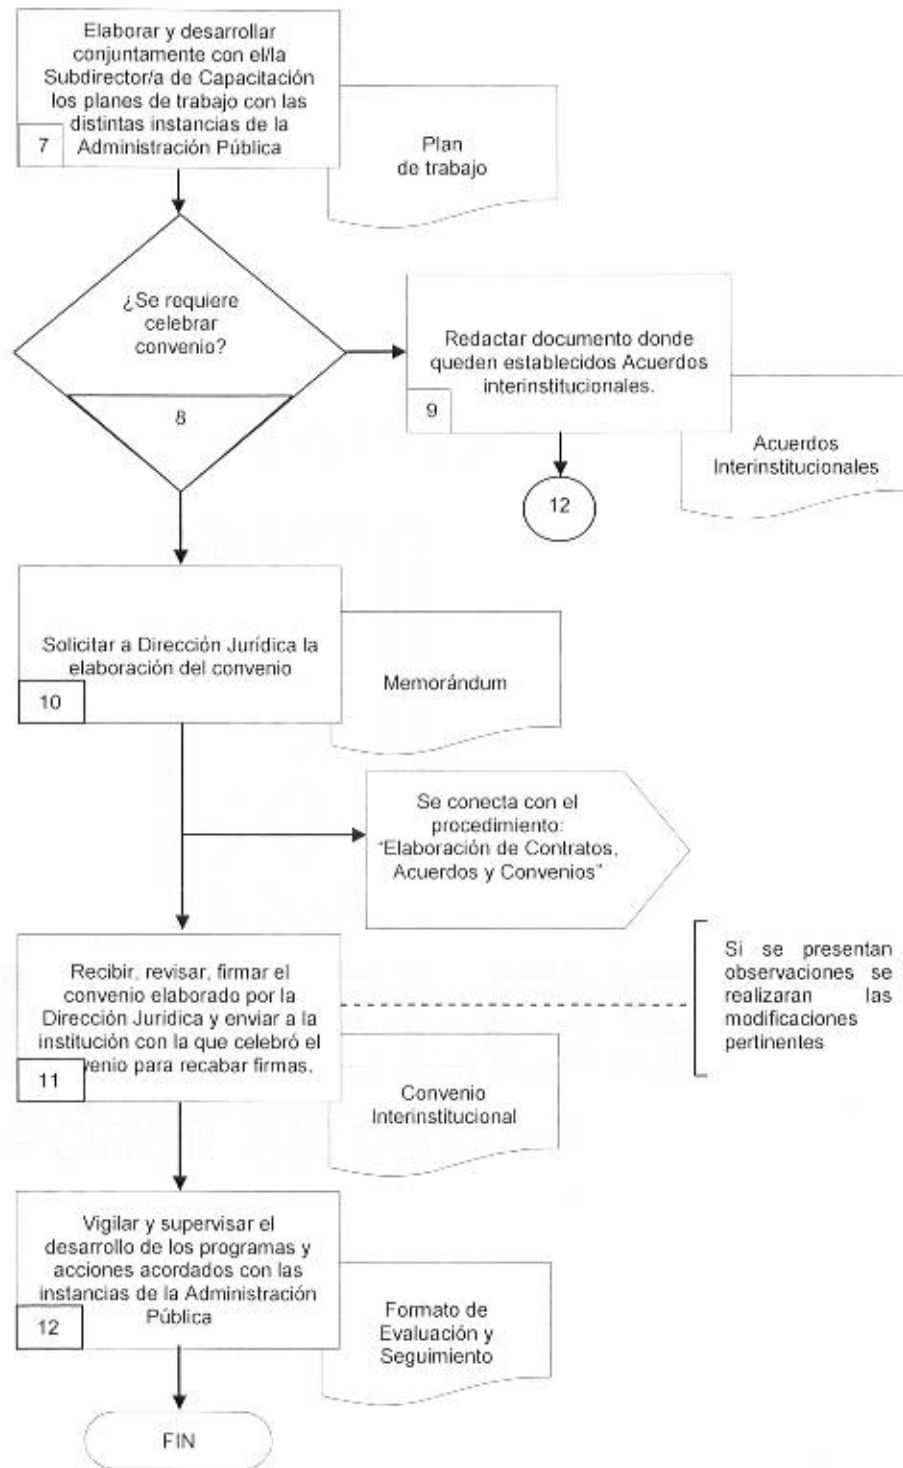 Elaborar y desarrollar
conjuntamente con el/la
Subdirector/a de Capacitación
los planes de trabajo con las
distintas instancias de la
Administración Pública
7
Plan
de trabajo
¿Se requiere
celebrar
convenio?
8
Redactar documento donde
queden establecidos Acuerdos
interinstitucionales.
9
Acuerdos
Interinstitucionales
12
Solicitar a Dirección Jurídica la
elaboración del convenio
10
Memorándum
Se conecta con el
procedimiento:
“Elaboración de Contratos,
Acuerdos y Convenios”
Recibir, revisar, firmar el
convenio elaborado por la
Dirección Jurídica y enviar a la
institución con la que celebró el
venio para recabar firmas.
11
Convenio
Interinstitucional
Si se presentan
observaciones se
realizaran las
modificaciones
pertinentes
Vigilar y supervisar el
desarrollo de los programas y
acciones acordados con las
instancias de la Administración
Pública
12
Formato de
Evaluación y
Seguimiento
FIN